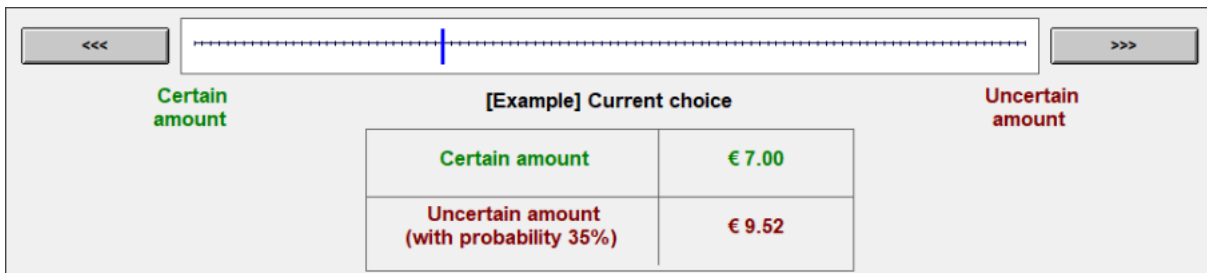 <<<
>>>
Certain
amount
[Example] Current choice
Uncertain
amount
Certain amount € 7.00
Uncertain amount
(with probability 35%) € 9.52